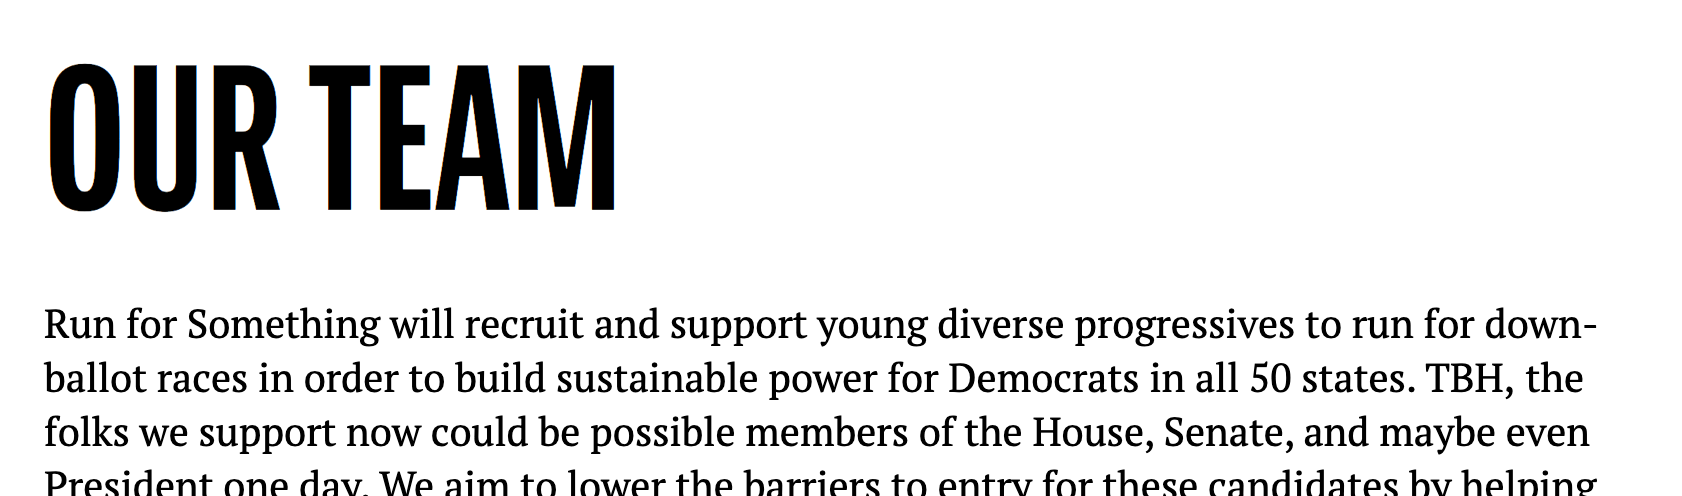 OUR TEAM
Run for Something will recruit and support young diverse progressives to run for down-
ballot races in order to build sustainable power for Democrats in all 50 states. TBH, the
folks we support now could be possible members of the House, Senate, and maybe even
President one day. We aim to lower the barriers to entry for these candidates by helping